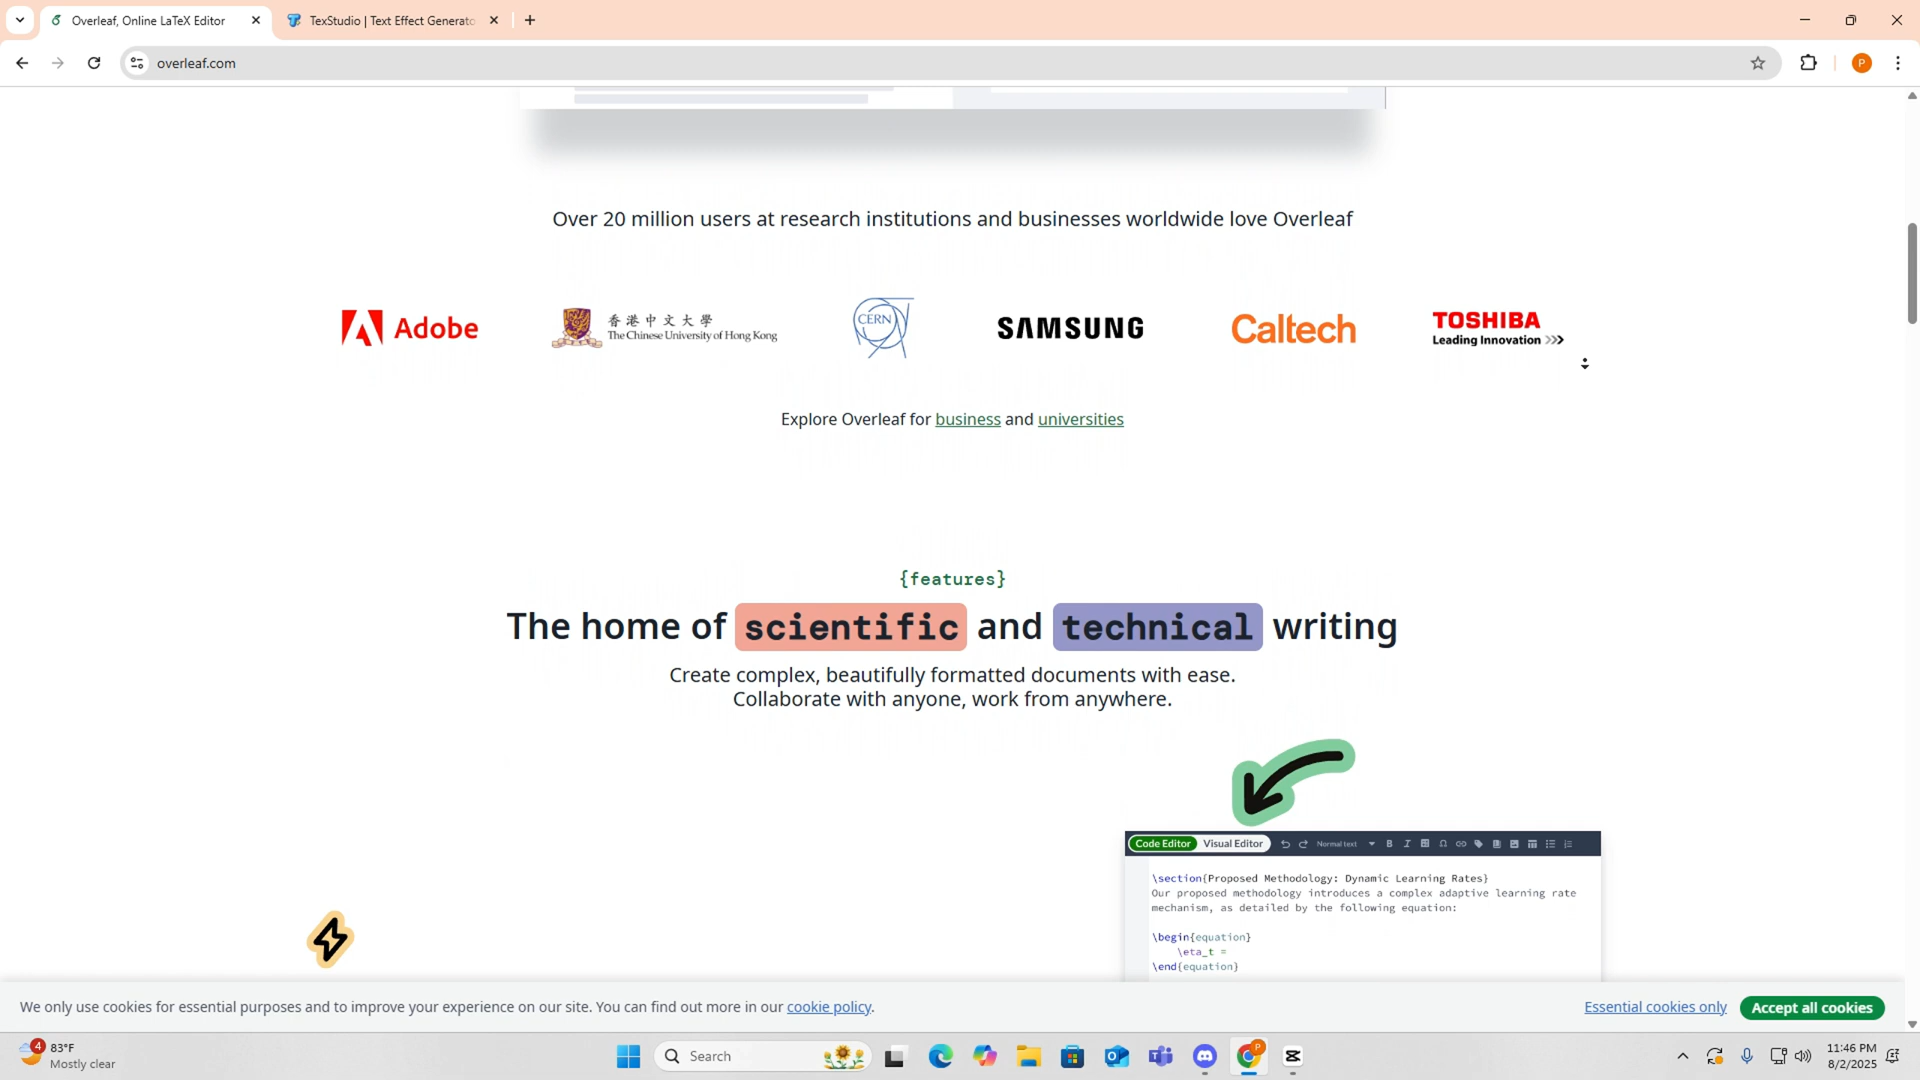 Overleaf, Online LaTeX Editor
TexStudio | Text Effect Generato
overleaf.com
P
Over 20 million users at research institutions and businesses worldwide love Overleaf
Adobe
香港中文大學
The Chinese University of Hong Kong
CERN
SAMSUNG
Caltech
TOSHIBA
Leading Innovation >>>
Explore Overleaf for business and universities
{features}
The home of scientific and technical writing
Create complex, beautifully formatted documents with ease.
Collaborate with anyone, work from anywhere.
Code Editor Visual Editor Normal text B I Ω
\section{Proposed Methodology: Dynamic Learning Rates}
Our proposed methodology introduces a complex adaptive learning rate
mechanism, as detailed by the following equation:
\begin{equation}
\eta_t =
\end{equation}
We only use cookies for essential purposes and to improve your experience on our site. You can find out more in our cookie policy.
Essential cookies only
Accept all cookies
4
83°F
Mostly clear
Search
P
11:46 PM
8/2/2025